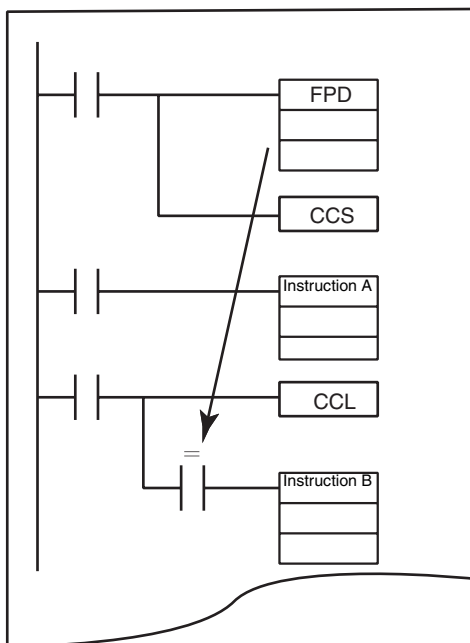 FPD
CCS
Instruction A
CCL
=
Instruction B